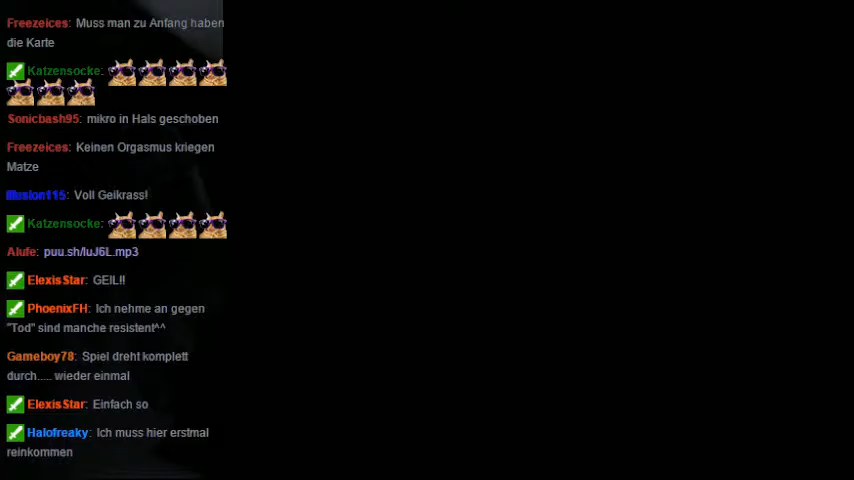 Freezeices: Muss man zu Anfang haben
die Karte
Katzensocke:
Sonicbash95: mikro in Hals geschoben
Freezeices: Keinen Orgasmus kriegen
Matze
Illusion115: Voll Geikrass!
Katzensocke:
Alufe: puu.sh/luJ6L.mp3
ElexisStar: GEIL!!
PhoenixFH: Ich nehme an gegen
"Tod" sind manche resistent^^
Gameboy78: Spiel dreht komplett
durch..... wieder einmal
ElexisStar: Einfach so
Halofreaky: Ich muss hier erstmal
reinkommen